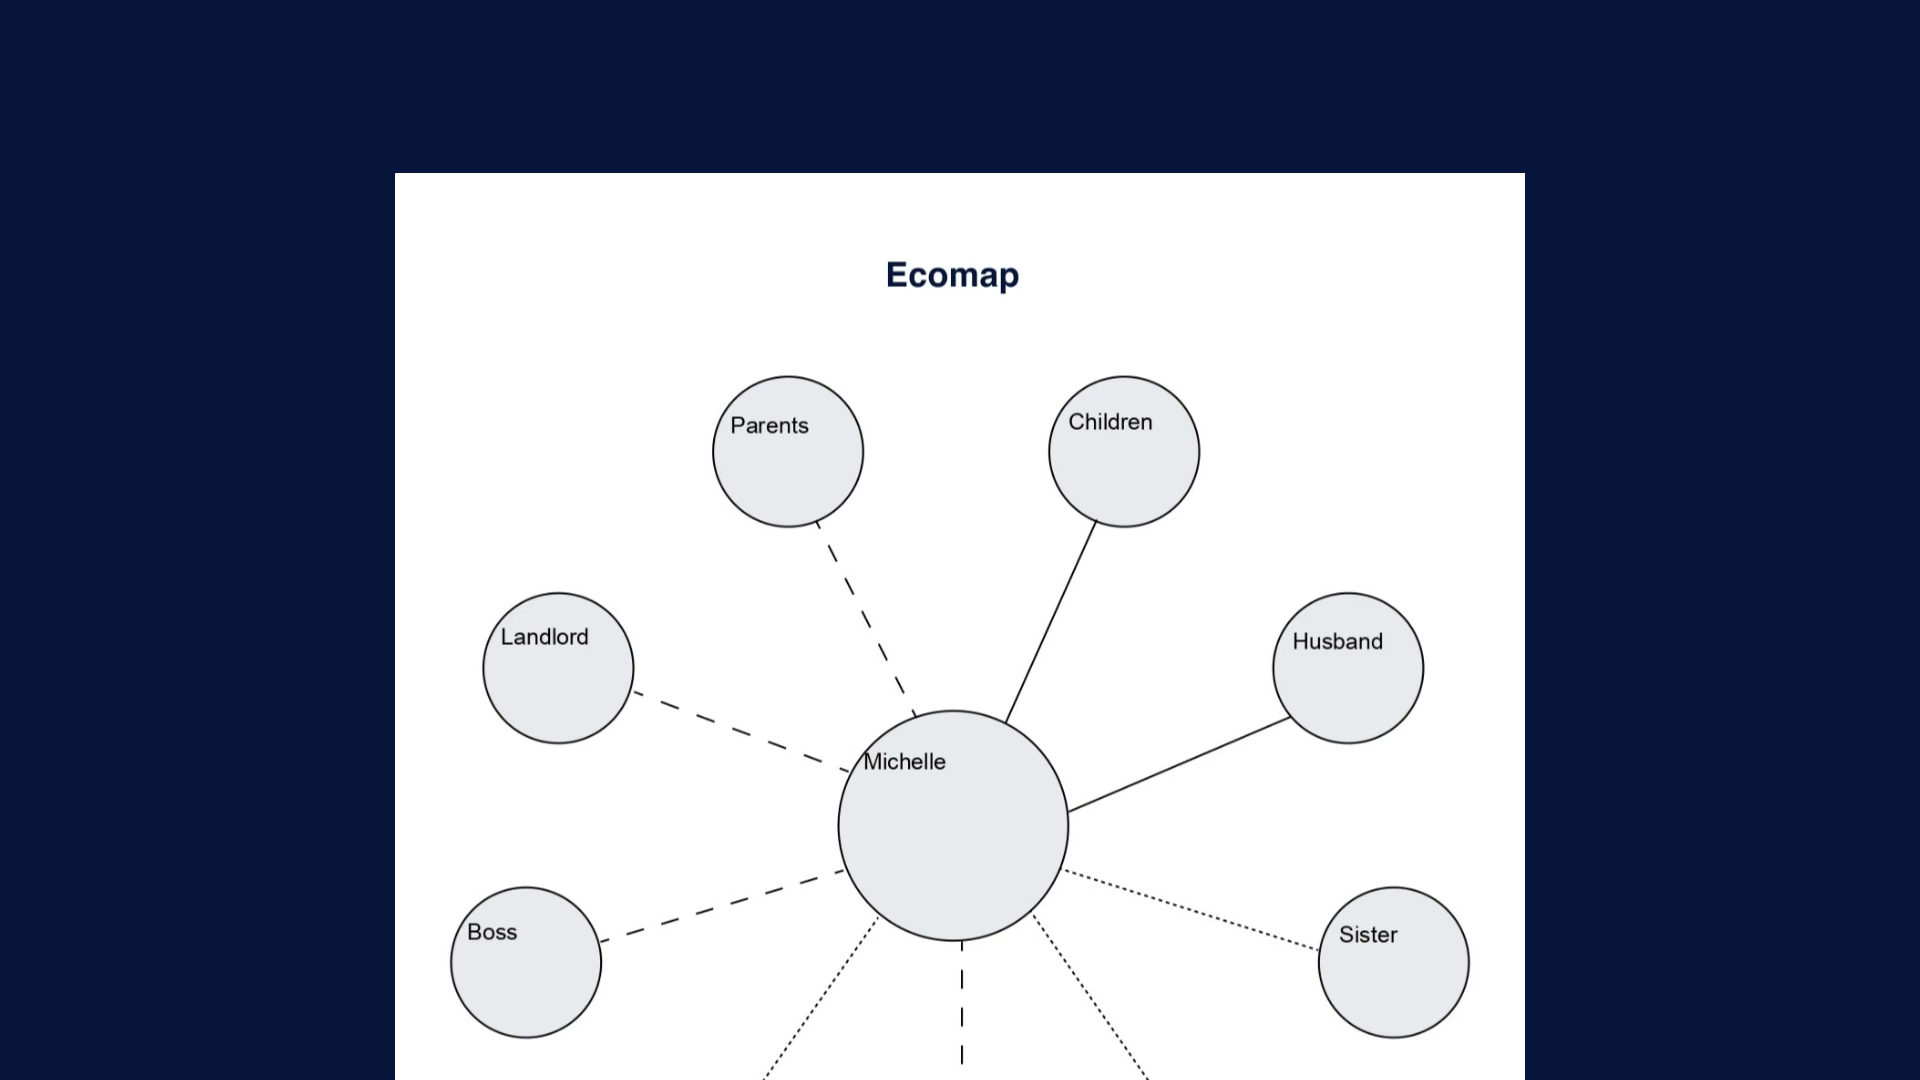 Ecomap
Parents
Children
Landlord
Husband
Michelle
Boss
Sister